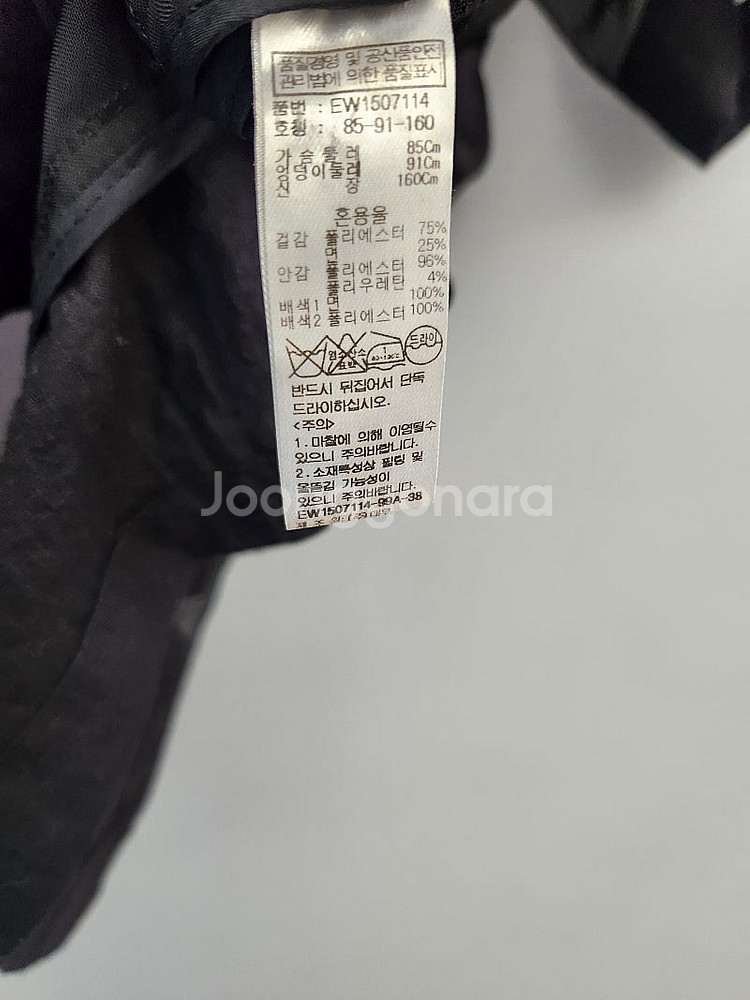 품질경영 및 공산품안전
관리법에 의한 품질표시
품번 : EW1507114
호칭 : 85-91-160
가슴둘레 85Cm
엉덩이둘레 91Cm
신장 160Cm
혼용율
겉감 폴리에스터 75%
면 25%
안감 폴리에스터 96%
폴리우레탄 4%
배색1 면 100%
배색2 폴리에스터 100%
염소산소
표백
드라이
반드시 뒤집어서 단독
드라이하십시오.
<주의>
1.마찰에 의해 이염될수
있으니 주의바랍니다.
2.소재특성상 필링 및
올뜯김 가능성이
있으니 주의바랍니다.
Joonggonara
EW1507114-99A-38